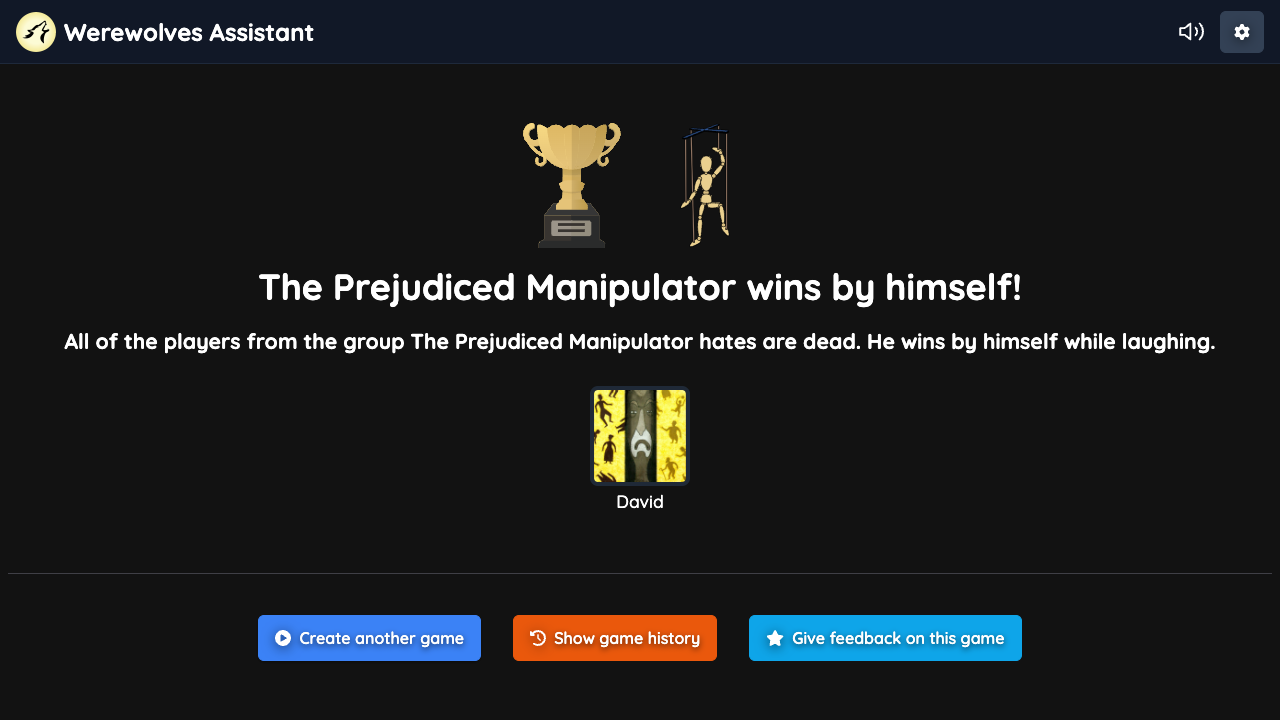 Werewolves Assistant
The Prejudiced Manipulator wins by himself!
All of the players from the group The Prejudiced Manipulator hates are dead. He wins by himself while laughing.
David
Create another game
Show game history
Give feedback on this game